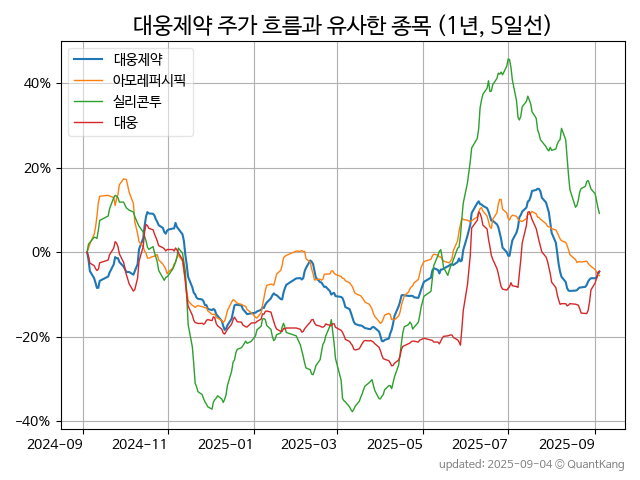 대웅제약 주가 흐름과 유사한 종목 (1년, 5일선)
대웅제약
아모레퍼시픽
실리콘투
대웅
40%
20%
0%
−20%
−40%
2024-09 2024-11 2025-01 2025-03 2025-05 2025-07 2025-09
updated: 2025-09-04 © QuantKang